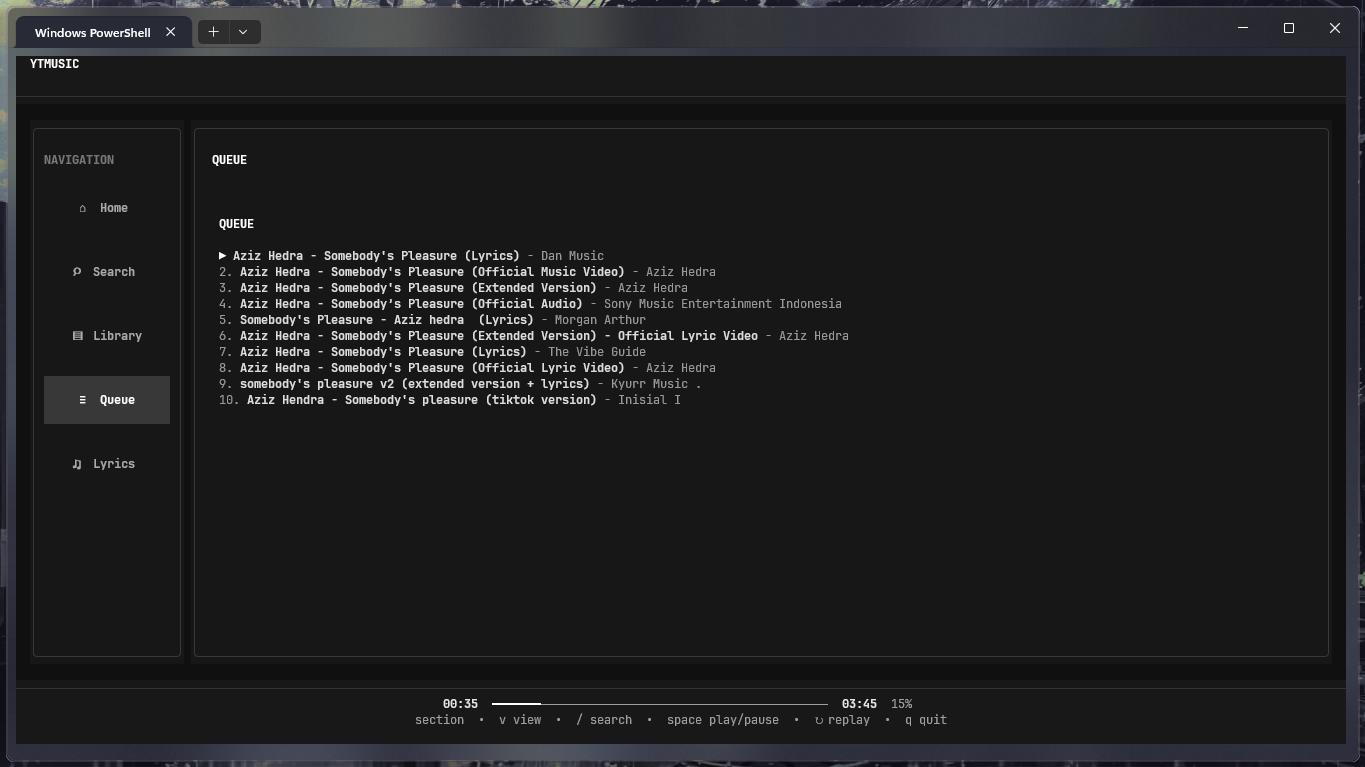 Windows PowerShell
YTMUSIC
NAVIGATION
⌂ Home
Search
Library
Queue
♫ Lyrics
QUEUE
QUEUE
▶ Aziz Hedra - Somebody's Pleasure (Lyrics) - Dan Music
2. Aziz Hedra - Somebody's Pleasure (Official Music Video) - Aziz Hedra
3. Aziz Hedra - Somebody's Pleasure (Extended Version) - Aziz Hedra
4. Aziz Hedra - Somebody’s Pleasure (Official Audio) - Sony Music Entertainment Indonesia
5. Somebody's Pleasure - Aziz hedra  (Lyrics) - Morgan Arthur
6. Aziz Hedra - Somebody's Pleasure (Extended Version) - Official Lyric Video - Aziz Hedra
7. Aziz Hedra - Somebody's Pleasure (Lyrics) - The Vibe Guide
8. Aziz Hedra - Somebody's Pleasure (Official Lyric Video) - Aziz Hedra
9. somebody's pleasure v2 (extended version + lyrics) - Kyurr Music .
10. Aziz Hendra - Somebody's pleasure (tiktok version) - Inisial I
00:35 03:45 15%
section • v view • / search • space play/pause • ↻ replay • q quit